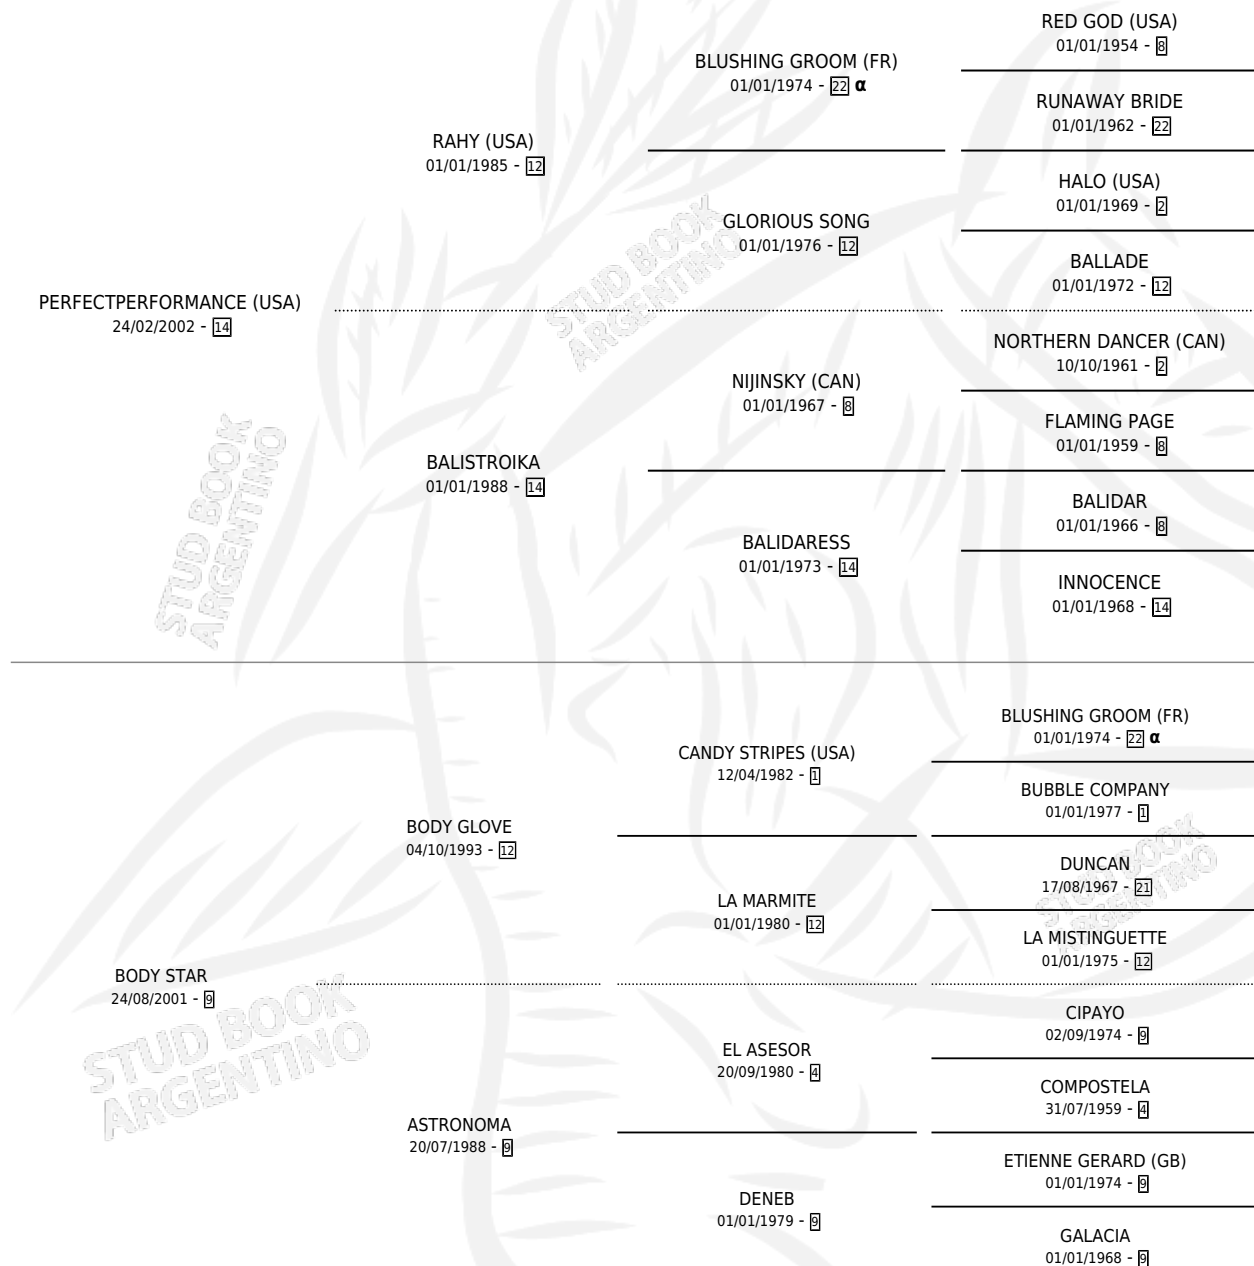 RED GOD (USA)
01/01/1954 - 8
BLUSHING GROOM (FR)
01/01/1974 - 22 α
RUNAWAY BRIDE
01/01/1962 - 22
RAHY (USA)
01/01/1985 - 12
HALO (USA)
01/01/1969 - 2
GLORIOUS SONG
01/01/1976 - 12
BALLADE
01/01/1972 - 12
PERFECTPERFORMANCE (USA)
24/02/2002 - 14
NORTHERN DANCER (CAN)
10/10/1961 - 2
NIJINSKY (CAN)
01/01/1967 - 8
FLAMING PAGE
01/01/1959 - 8
BALISTROIKA
01/01/1988 - 14
BALIDAR
01/01/1966 - 8
BALIDARESS
01/01/1973 - 14
INNOCENCE
01/01/1968 - 14
BLUSHING GROOM (FR)
01/01/1974 - 22 α
CANDY STRIPES (USA)
12/04/1982 - 1
BUBBLE COMPANY
01/01/1977 - 1
BODY GLOVE
04/10/1993 - 12
DUNCAN
17/08/1967 - 21
LA MARMITE
01/01/1980 - 12
LA MISTINGUETTE
01/01/1975 - 12
BODY STAR
24/08/2001 - 9
CIPAYO
02/09/1974 - 9
EL ASESOR
20/09/1980 - 4
COMPOSTELA
31/07/1959 - 4
ASTRONOMA
20/07/1988 - 9
ETIENNE GERARD (GB)
01/01/1974 - 9
DENEB
01/01/1979 - 9
GALACIA
01/01/1968 - 9
STUD BOOK
ARGENTINO
STUD BOOK
ARGENTINO
STUD BOOK
ARGENTINO
STUD BOOK
ARGENTINO